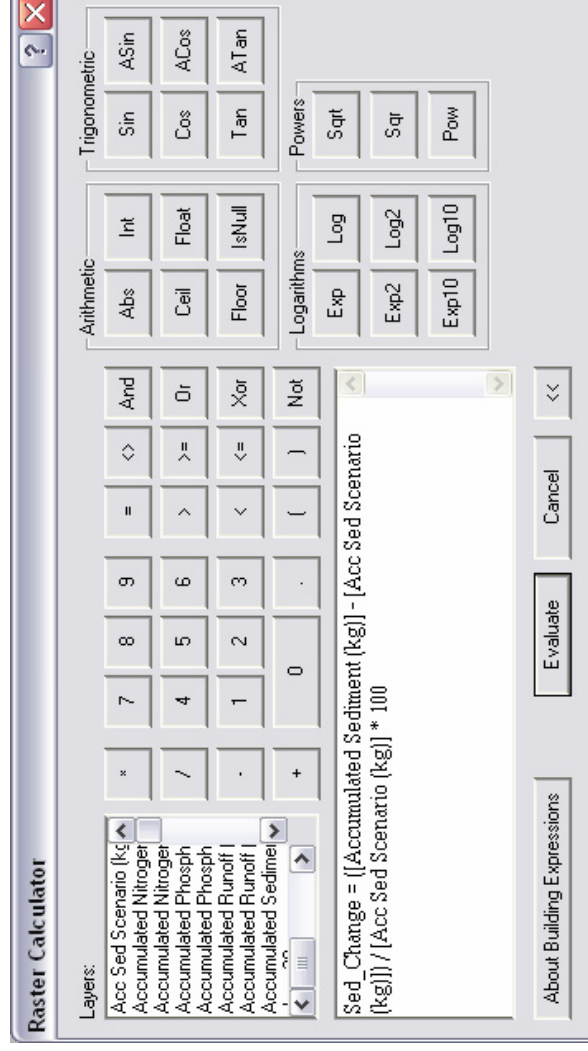 Raster Calculator
?
X
Layers:
Acc Sed Scenario (kg
Accumulated Nitroger
Accumulated Nitroger
Accumulated Phosph
Accumulated Phosph
Accumulated Runoff I
Accumulated Runoff I
Accumulated Sedimer
* 7 8 9 = <> And
/ 4 5 6 > >= Or
- 1 2 3 < <= Xor
+ 0 . ( ) Not
Arithmetic
Abs Int
Ceil Float
Floor IsNull
Trigonometric
Sin ASin
Cos ACos
Tan ATan
Logarithms
Exp Log
Exp2 Log2
Exp10 Log10
Powers
Sqrt
Sqr
Pow
Sed_Change = ([Accumulated Sediment (kg)] - [Acc Sed Scenario
(kg)]) / [Acc Sed Scenario (kg)] * 100
About Building Expressions
Evaluate
Cancel
<<